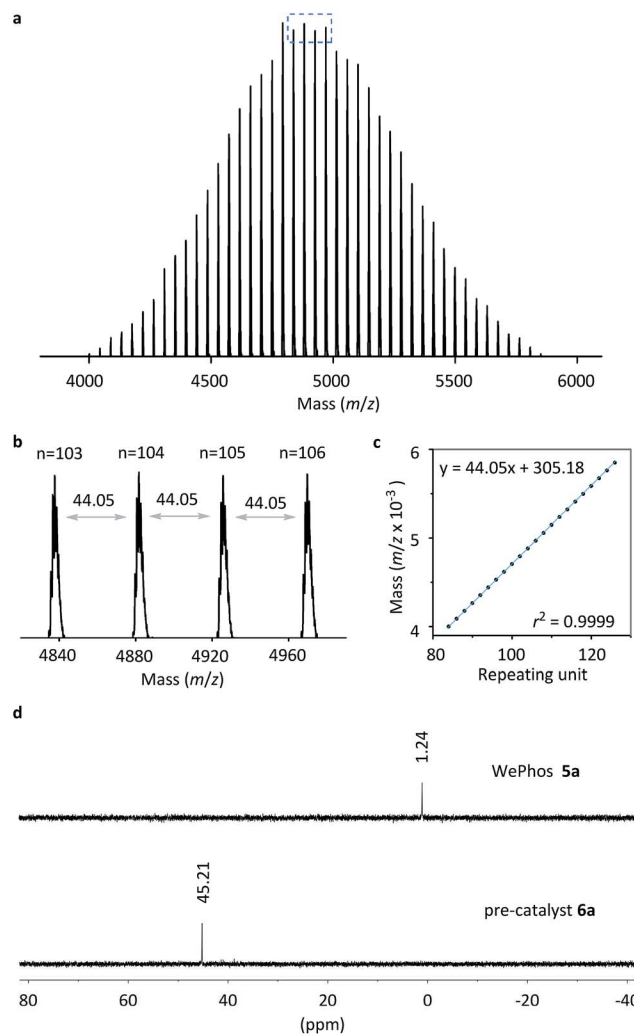 a
4000 4500 5000 5500 6000
Mass (m/z)
b
n=103 n=104 n=105 n=106
44.05 44.05 44.05
4840 4880 4920 4960
Mass (m/z)
c
y = 44.05x + 305.18
6
5
4
Mass (m/z x 10⁻³)
r² = 0.9999
80 100 120
Repeating unit
d
1.24
WePhos 5a
45.21
pre-catalyst 6a
80 60 40 20 0 -20 -40
(ppm)